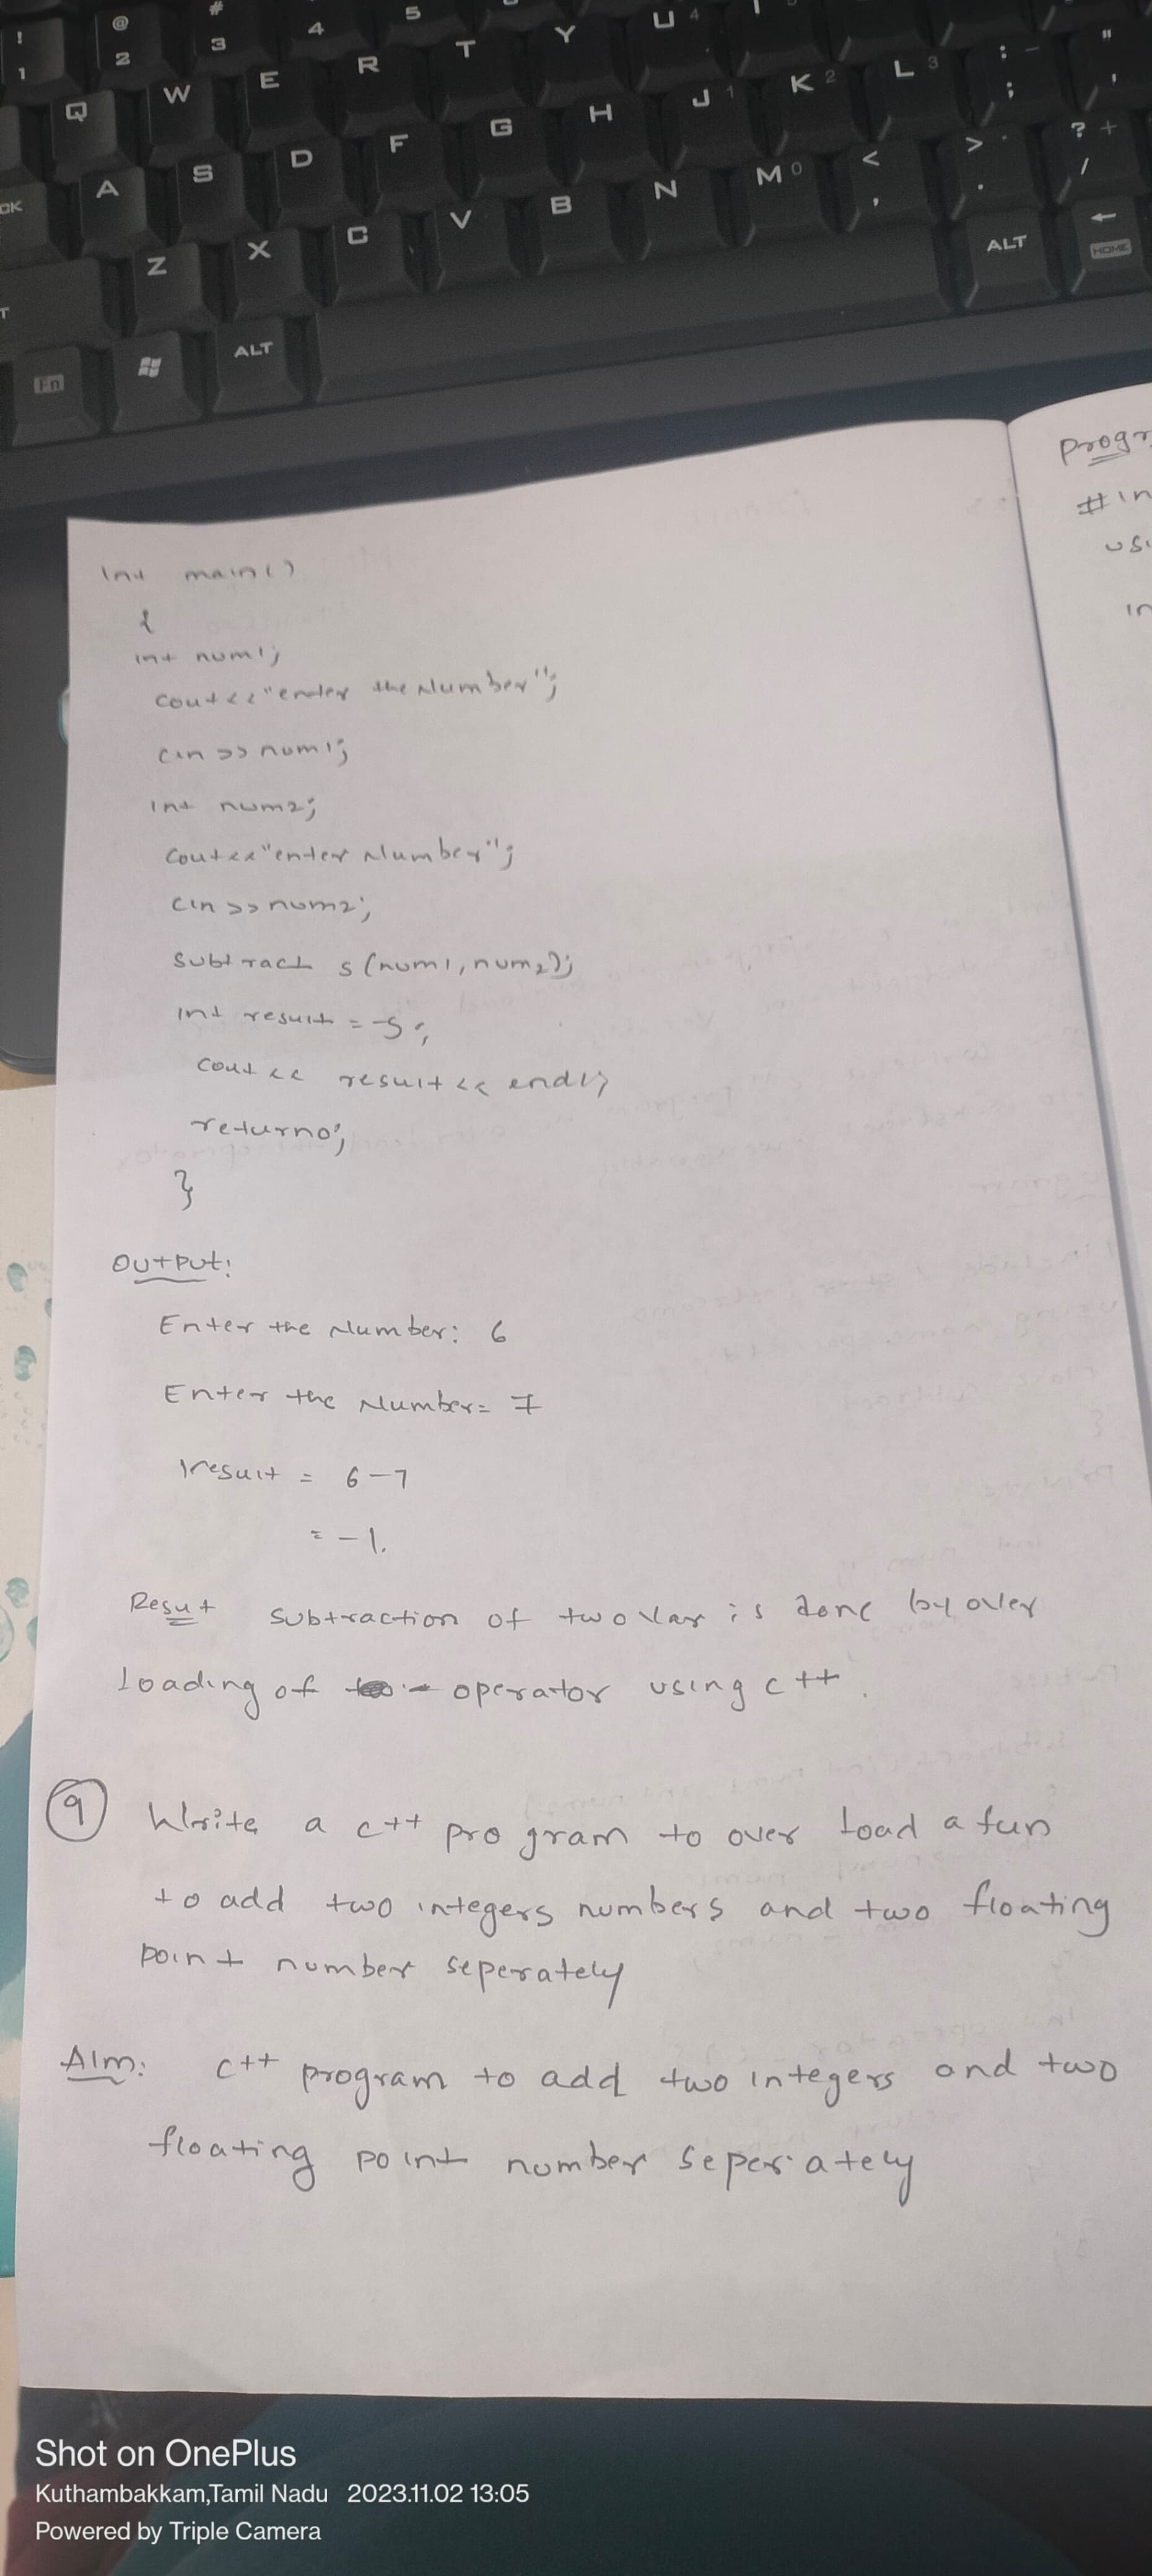 ! @ # 5
1 2 3 4
Q W E R T Y U 4
A S D F G H J 1 K 2 L 3 : ; - " '
Z X C V B N M 0 < , > . ? + /
Fn ALT ALT ← HOME
progr
#in
usi
in
int main()
{
int num1;
cout<<"enter the Number";
cin >> num1;
int num2;
cout<<"enter Number";
cin >> num2;
Subtract s(num1, num2);
int result = -s;
cout << result << endl;
return0;
}
Output:
Enter the Number: 6
Enter the Number= 7
result = 6-7
= -1.
Resut subtraction of two var is done by over
loading of - operator using c++.
9 Write a c++ program to over load a fun
to add two integers numbers and two floating
point number seperately
Aim: c++ program to add two integers and two
floating point number seperately
Shot on OnePlus
Kuthambakkam,Tamil Nadu 2023.11.02 13:05
Powered by Triple Camera